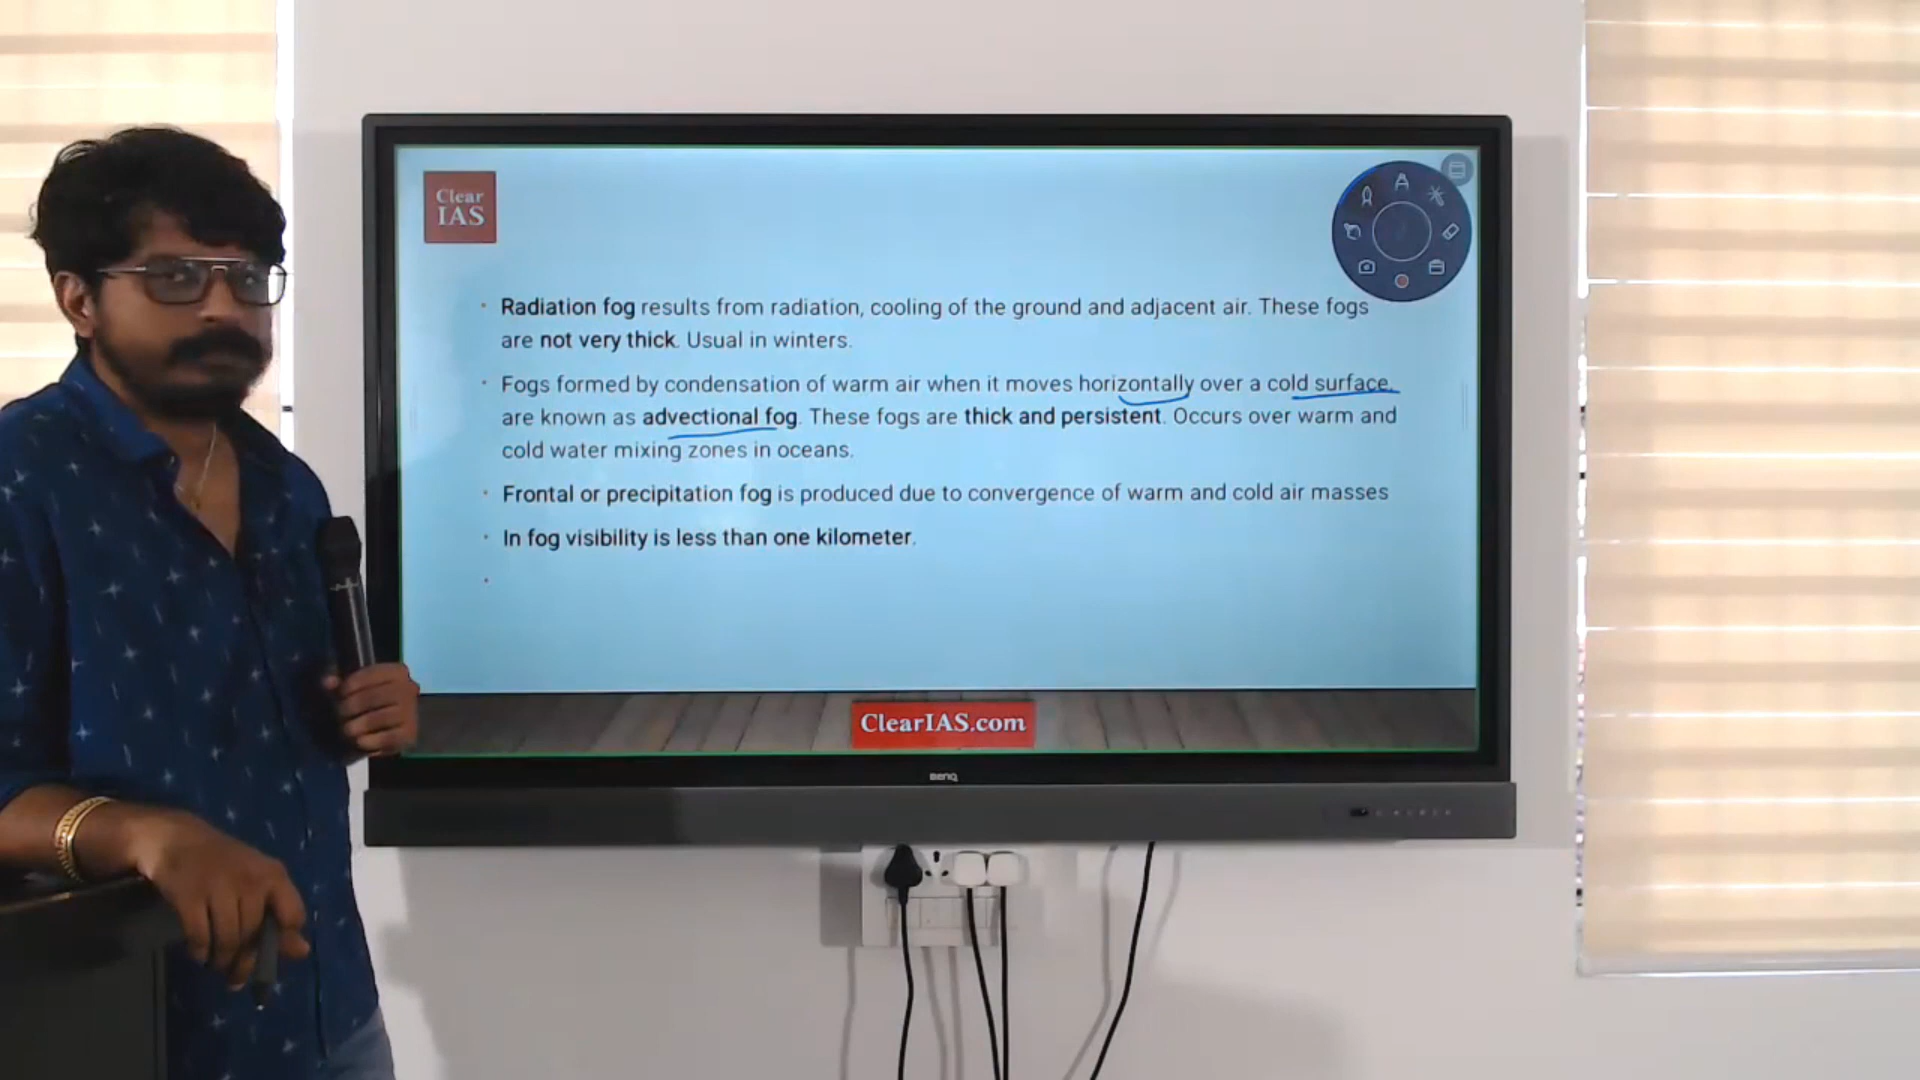 Clear
IAS
Radiation fog results from radiation, cooling of the ground and adjacent air. These fogs
are not very thick. Usual in winters.
Fogs formed by condensation of warm air when it moves horizontally over a cold surface,
are known as advectional fog. These fogs are thick and persistent. Occurs over warm and
cold water mixing zones in oceans.
Frontal or precipitation fog is produced due to convergence of warm and cold air masses
In fog visibility is less than one kilometer.
ClearIAS.com
BenQ